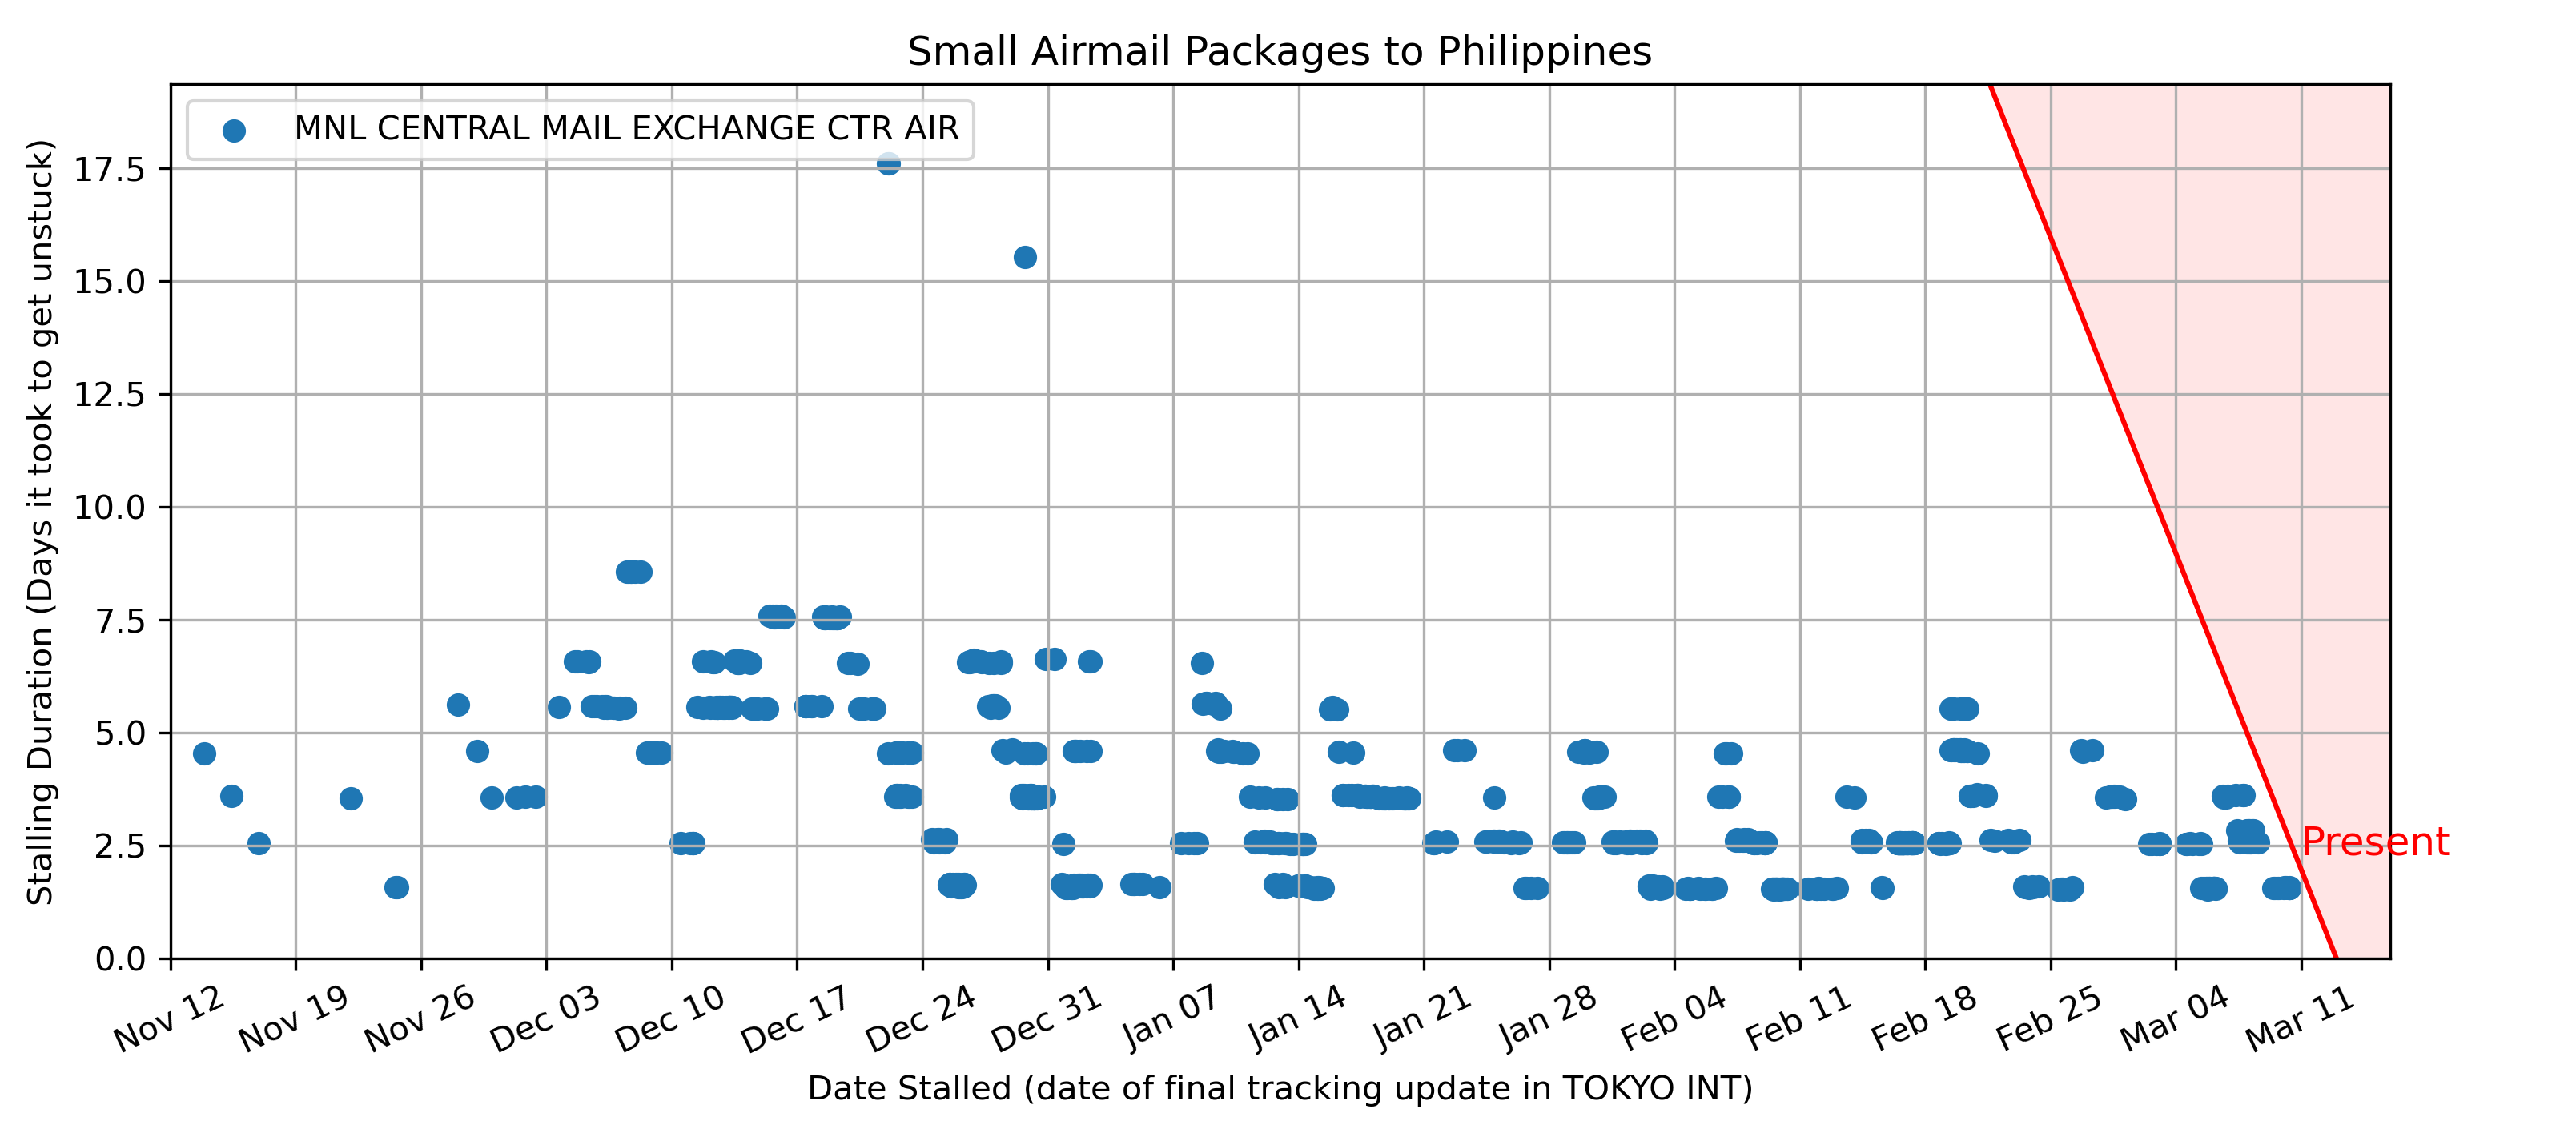 Small Airmail Packages to Philippines
MNL CENTRAL MAIL EXCHANGE CTR AIR
Stalling Duration (Days it took to get unstuck)
17.5
15.0
12.5
10.0
7.5
5.0
2.5
0.0
Present
Nov 12
Nov 19
Nov 26
Dec 03
Dec 10
Dec 17
Dec 24
Dec 31
Jan 07
Jan 14
Jan 21
Jan 28
Feb 04
Feb 11
Feb 18
Feb 25
Mar 04
Mar 11
Date Stalled (date of final tracking update in TOKYO INT)